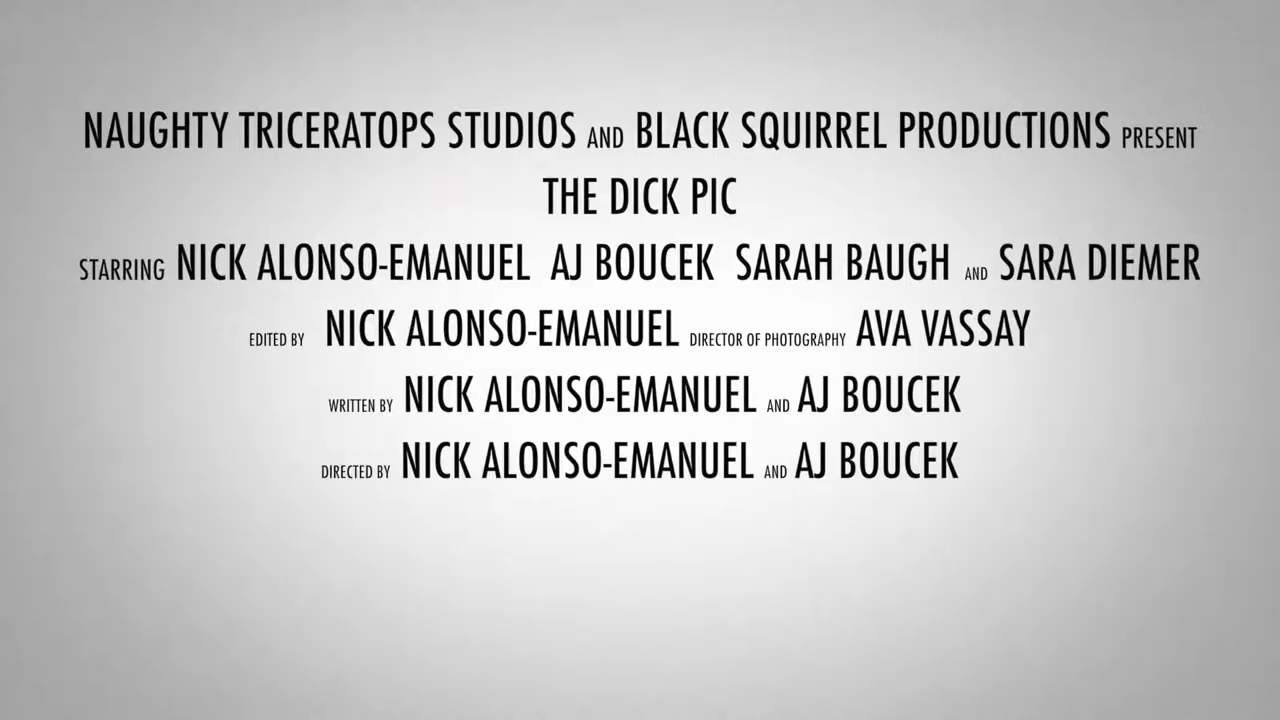 NAUGHTY TRICERATOPS STUDIOS AND BLACK SQUIRREL PRODUCTIONS PRESENT
THE DICK PIC
STARRING NICK ALONSO-EMANUEL AJ BOUCEK SARAH BAUGH AND SARA DIEMER
EDITED BY NICK ALONSO-EMANUEL DIRECTOR OF PHOTOGRAPHY AVA VASSAY
WRITTEN BY NICK ALONSO-EMANUEL AND AJ BOUCEK
DIRECTED BY NICK ALONSO-EMANUEL AND AJ BOUCEK